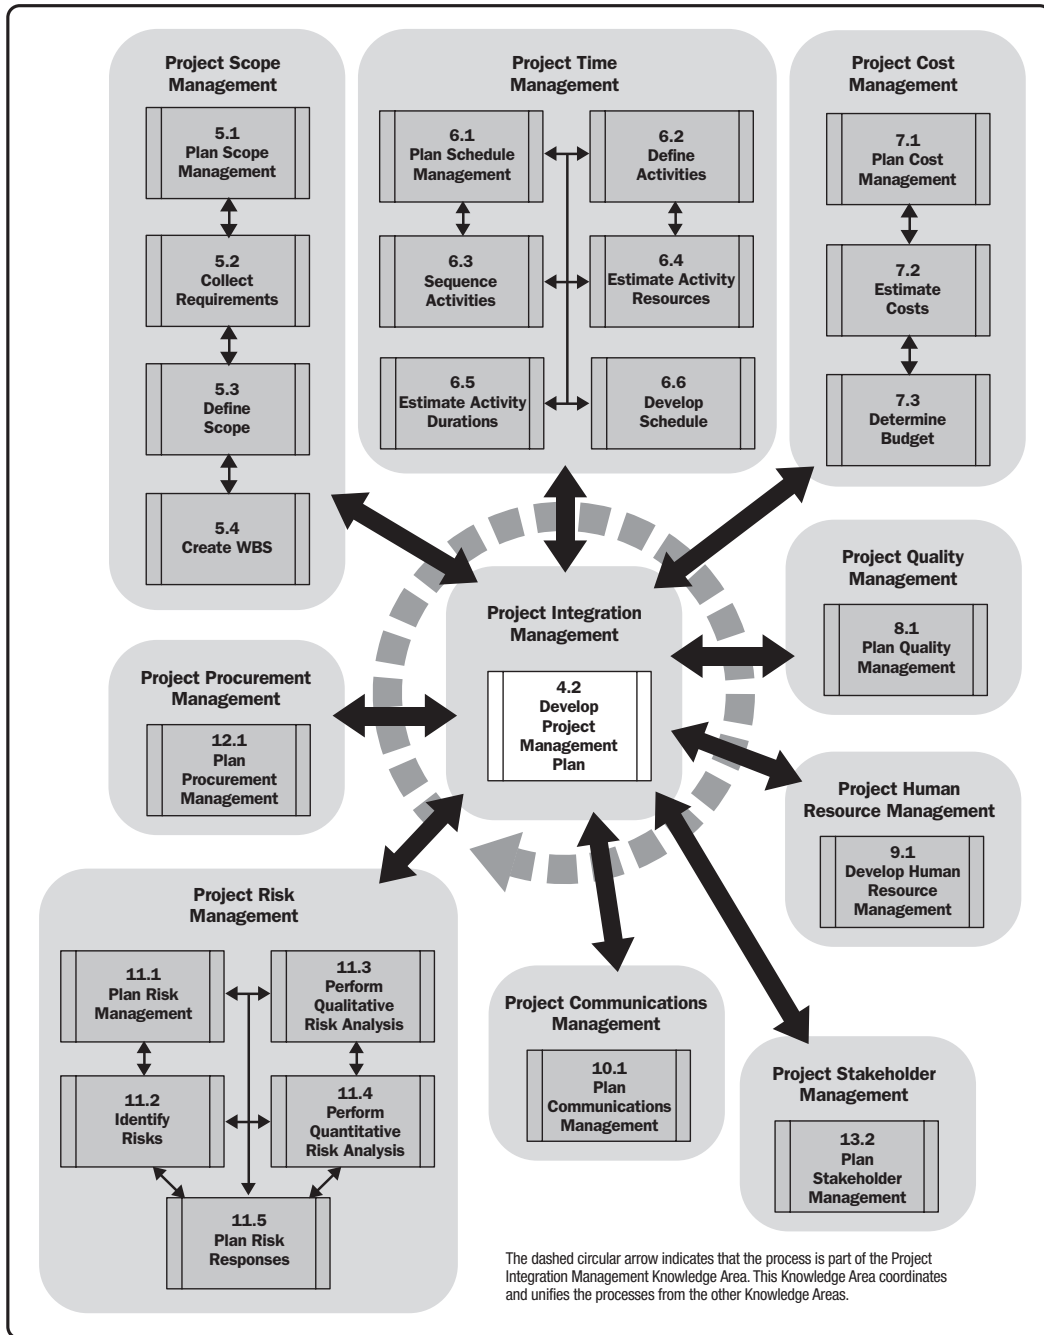 Project Scope
Management
5.1
Plan Scope
Management
5.2
Collect
Requirements
5.3
Define
Scope
5.4
Create WBS
Project Time
Management
6.1
Plan Schedule
Management
6.2
Define
Activities
6.3
Sequence
Activities
6.4
Estimate Activity
Resources
6.5
Estimate Activity
Durations
6.6
Develop
Schedule
Project Cost
Management
7.1
Plan Cost
Management
7.2
Estimate
Costs
7.3
Determine
Budget
Project Integration
Management
4.2
Develop
Project
Management
Plan
Project Quality
Management
8.1
Plan Quality
Management
Project Procurement
Management
12.1
Plan
Procurement
Management
Project Human
Resource Management
9.1
Develop Human
Resource
Management
Project Risk
Management
11.1
Plan Risk
Management
11.3
Perform
Qualitative
Risk Analysis
11.2
Identify
Risks
11.4
Perform
Quantitative
Risk Analysis
11.5
Plan Risk
Responses
Project Communications
Management
10.1
Plan
Communications
Management
Project Stakeholder
Management
13.2
Plan
Stakeholder
Management
The dashed circular arrow indicates that the process is part of the Project
Integration Management Knowledge Area. This Knowledge Area coordinates
and unifies the processes from the other Knowledge Areas.